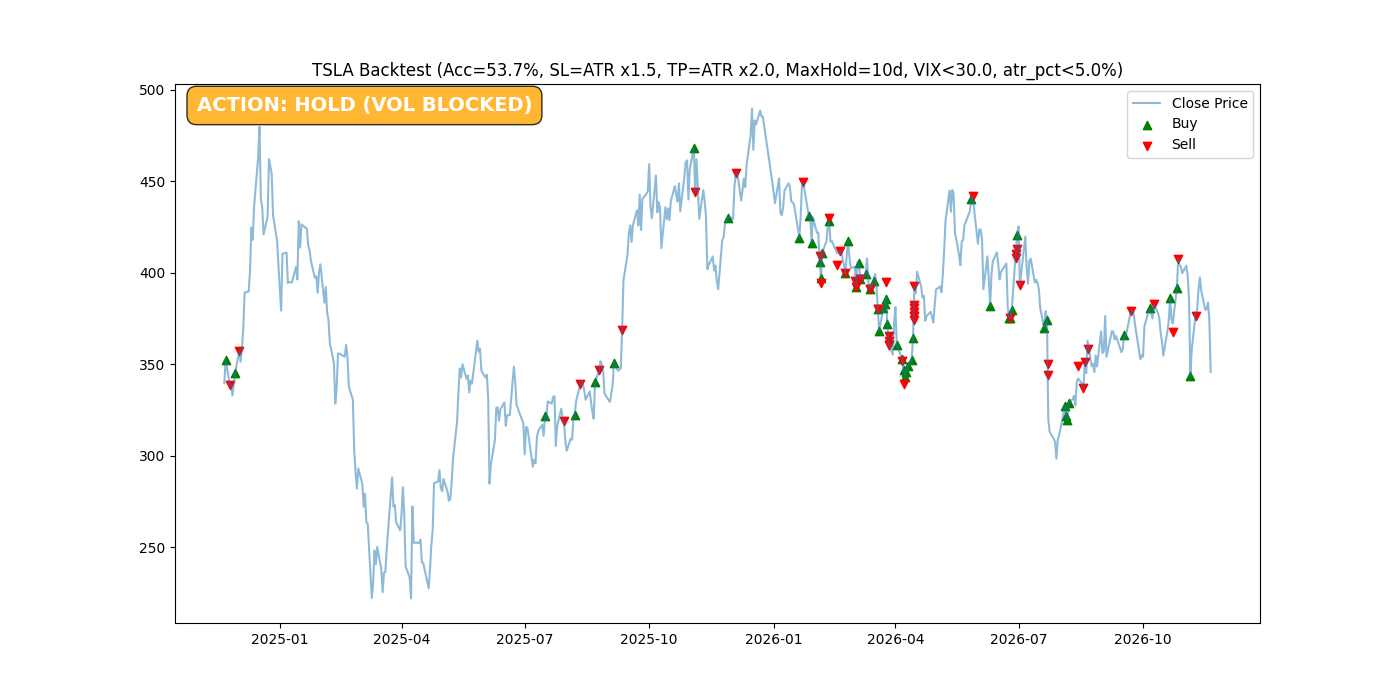 TSLA Backtest (Acc=53.7%, SL=ATR x1.5, TP=ATR x2.0, MaxHold=10d, VIX<30.0, atr_pct<5.0%)
ACTION: HOLD (VOL BLOCKED)
Close Price
Buy
Sell
500
450
400
350
300
250
2025-01
2025-04
2025-07
2025-10
2026-01
2026-04
2026-07
2026-10